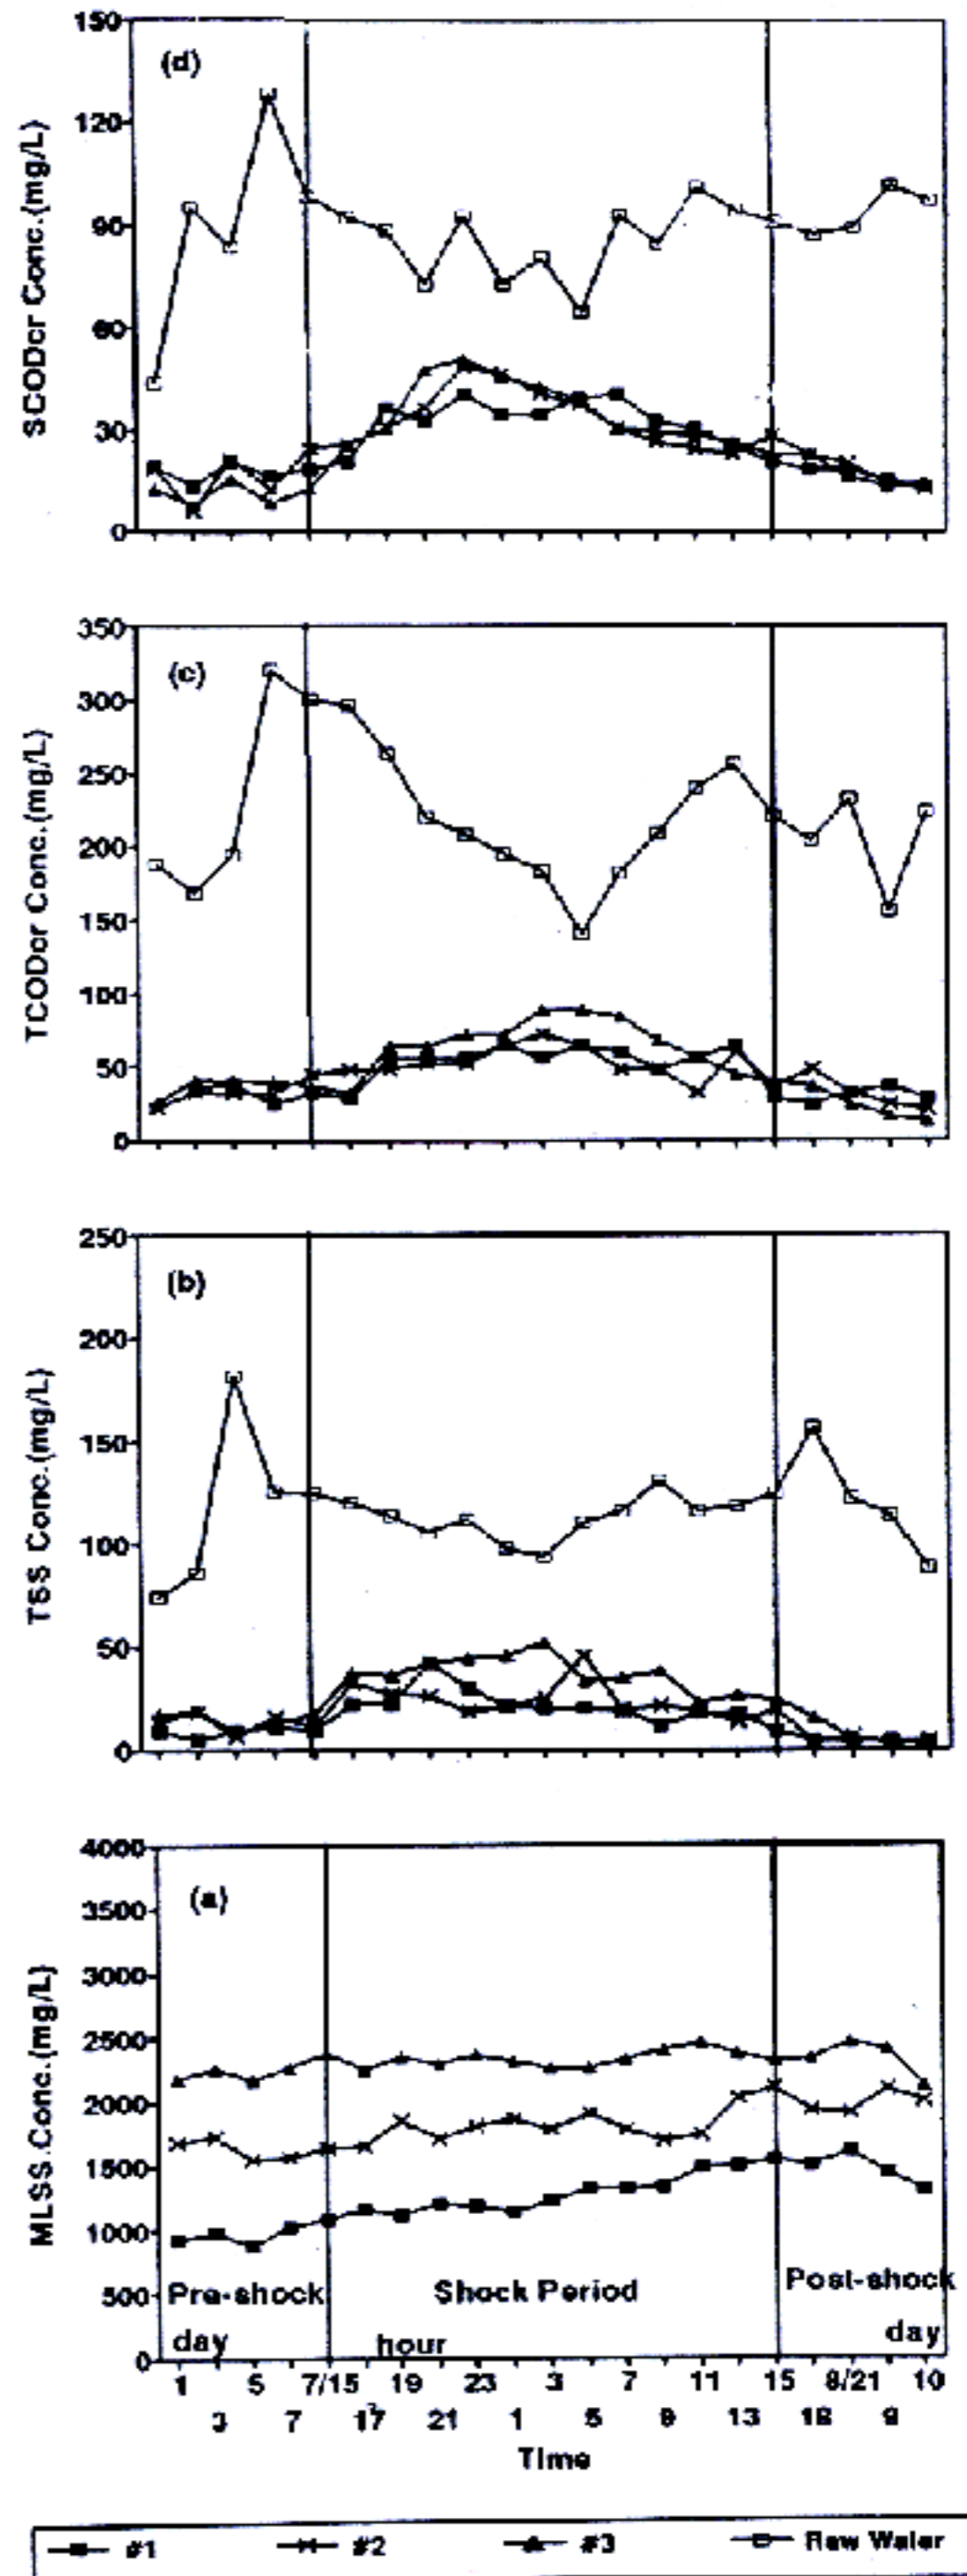 (d)
SCODcr Conc.(mg/L)
150
120
90
60
30
0
(c)
TCODcr Conc.(mg/L)
350
300
250
200
150
100
50
0
(b)
TSS Conc.(mg/L)
250
200
150
100
50
0
(a)
MLSS.Conc.(mg/L)
4000
3500
3000
2500
2000
1500
1000
500
0
Pre-shock Shock Period Post-shock
day hour day
1 5 7/15 19 23 3 7 11 15 8/21 10
3 7 17 21 1 5 9 13 18 9
Time
#1 #2 #3 Raw Water